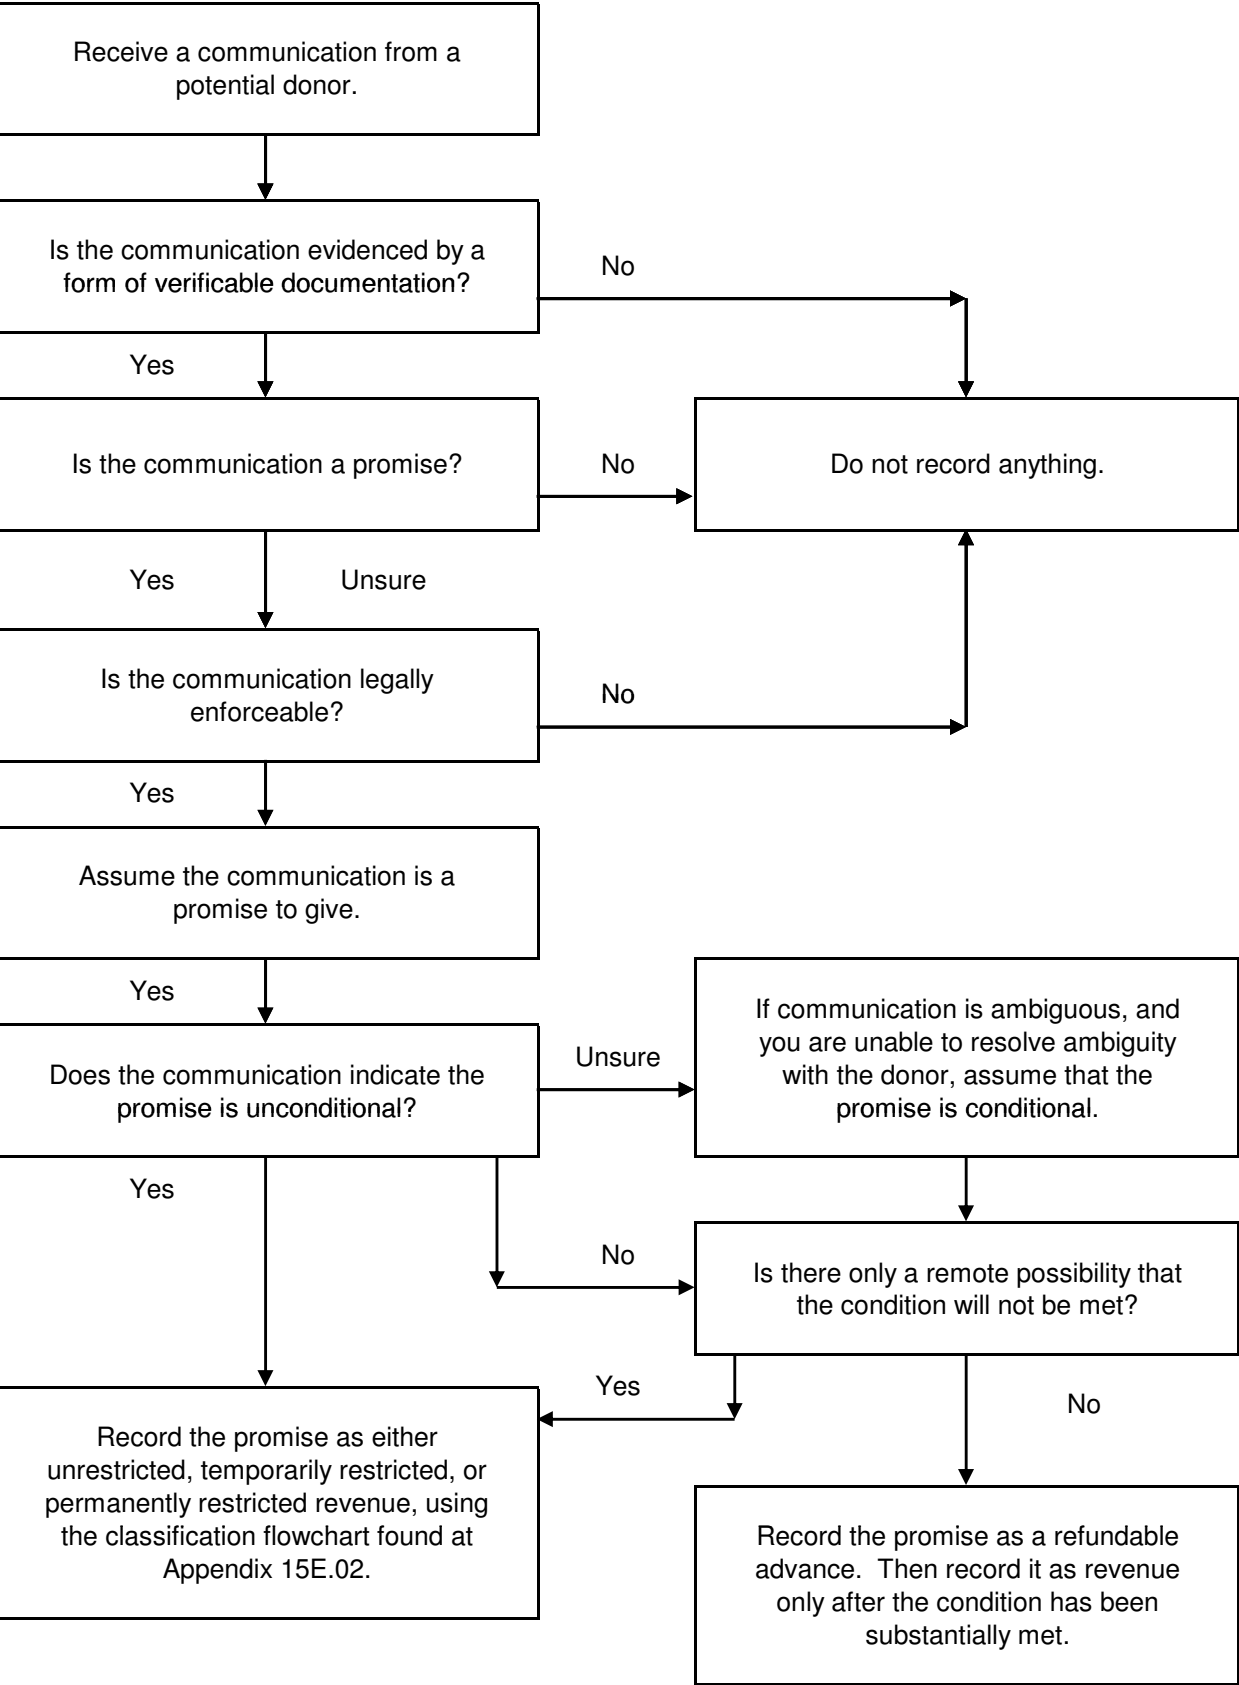 Receive a communication from a
potential donor.
Is the communication evidenced by a
form of verifiable documentation?
No
Yes
Is the communication a promise?
No
Do not record anything.
Yes
Unsure
Is the communication legally
enforceable?
No
Yes
Assume the communication is a
promise to give.
Yes
If communication is ambiguous, and
you are unable to resolve ambiguity
with the donor, assume that the
promise is conditional.
Does the communication indicate the
promise is unconditional?
Unsure
Yes
No
Is there only a remote possibility that
the condition will not be met?
Yes
No
Record the promise as either
unrestricted, temporarily restricted, or
permanently restricted revenue, using
the classification flowchart found at
Appendix 15E.02.
Record the promise as a refundable
advance.  Then record it as revenue
only after the condition has been
substantially met.